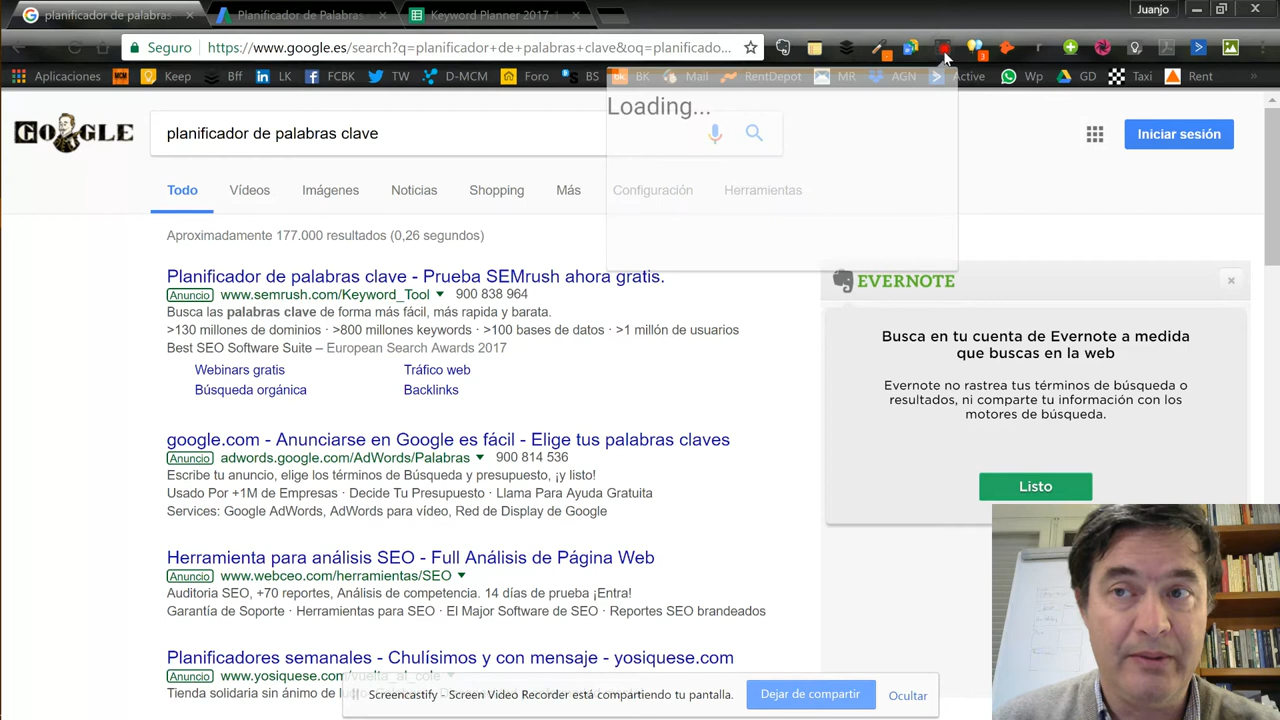 planificador de palabras
Planificador de Palabras
Keyword Planner 2017
Juanjo
Seguro https://www.google.es/search?q=planificador+de+palabras+clave&oq=planificado...
Aplicaciones Keep Bff LK FCBK TW D-MCM Foro BS BK Mail RentDepot MR AGN Active Wp GD Taxi Rent »
Loading...
GOOGLE
planificador de palabras clave
Iniciar sesión
Todo Vídeos Imágenes Noticias Shopping Más Configuración Herramientas
Aproximadamente 177.000 resultados (0,26 segundos)
Planificador de palabras clave - Prueba SEMrush ahora gratis.
Anuncio www.semrush.com/Keyword_Tool 900 838 964
Busca las palabras clave de forma más fácil, más rapida y barata.
>130 millones de dominios · >800 millones keywords · >100 bases de datos · >1 millón de usuarios
Best SEO Software Suite – European Search Awards 2017
Webinars gratis Tráfico web
Búsqueda orgánica Backlinks
google.com - Anunciarse en Google es fácil - Elige tus palabras claves
Anuncio adwords.google.com/AdWords/Palabras 900 814 536
Escribe tu anuncio, elige los términos de Búsqueda y presupuesto, ¡y listo!
Usado Por +1M de Empresas · Decide Tu Presupuesto · Llama Para Ayuda Gratuita
Services: Google AdWords, AdWords para vídeo, Red de Display de Google
Herramienta para análisis SEO - Full Análisis de Página Web
Anuncio www.webceo.com/herramientas/SEO
Auditoria SEO, +70 reportes, Análisis de competencia. 14 días de prueba ¡Entra!
Garantía de Soporte · Herramientas para SEO · El Major Software de SEO · Reportes SEO brandeados
Planificadores semanales - Chulísimos y con mensaje - yosiquese.com
Anuncio www.yosiquese.com/vuelta_al_cole
Tienda solidaria sin ánimo de
EVERNOTE
Busca en tu cuenta de Evernote a medida
que buscas en la web
Evernote no rastrea tus términos de búsqueda o
resultados, ni comparte tu información con los
motores de búsqueda.
Listo
Screencastify - Screen Video Recorder está compartiendo tu pantalla.
Dejar de compartir
Ocultar